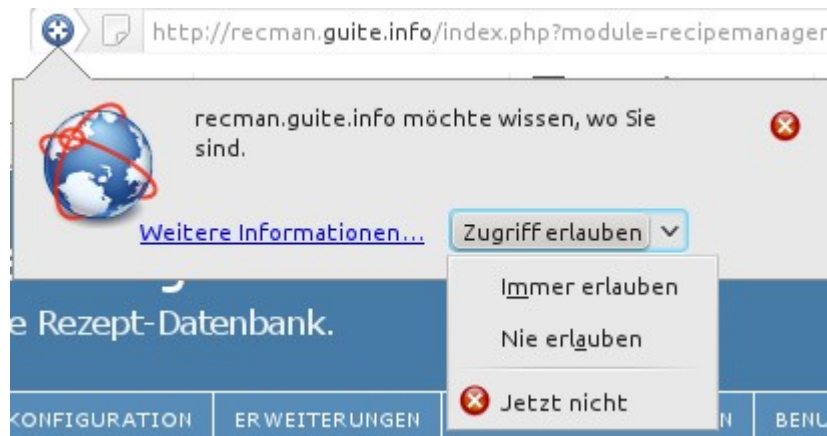 http://recman.guite.info/index.php?module=recipemanager
recman.guite.info möchte wissen, wo Sie
sind.
Weitere Informationen... Zugriff erlauben
Immer erlauben
e Rezept-Datenbank.
Nie erlauben
Jetzt nicht
KONFIGURATION ERWEITERUNGEN N BENU